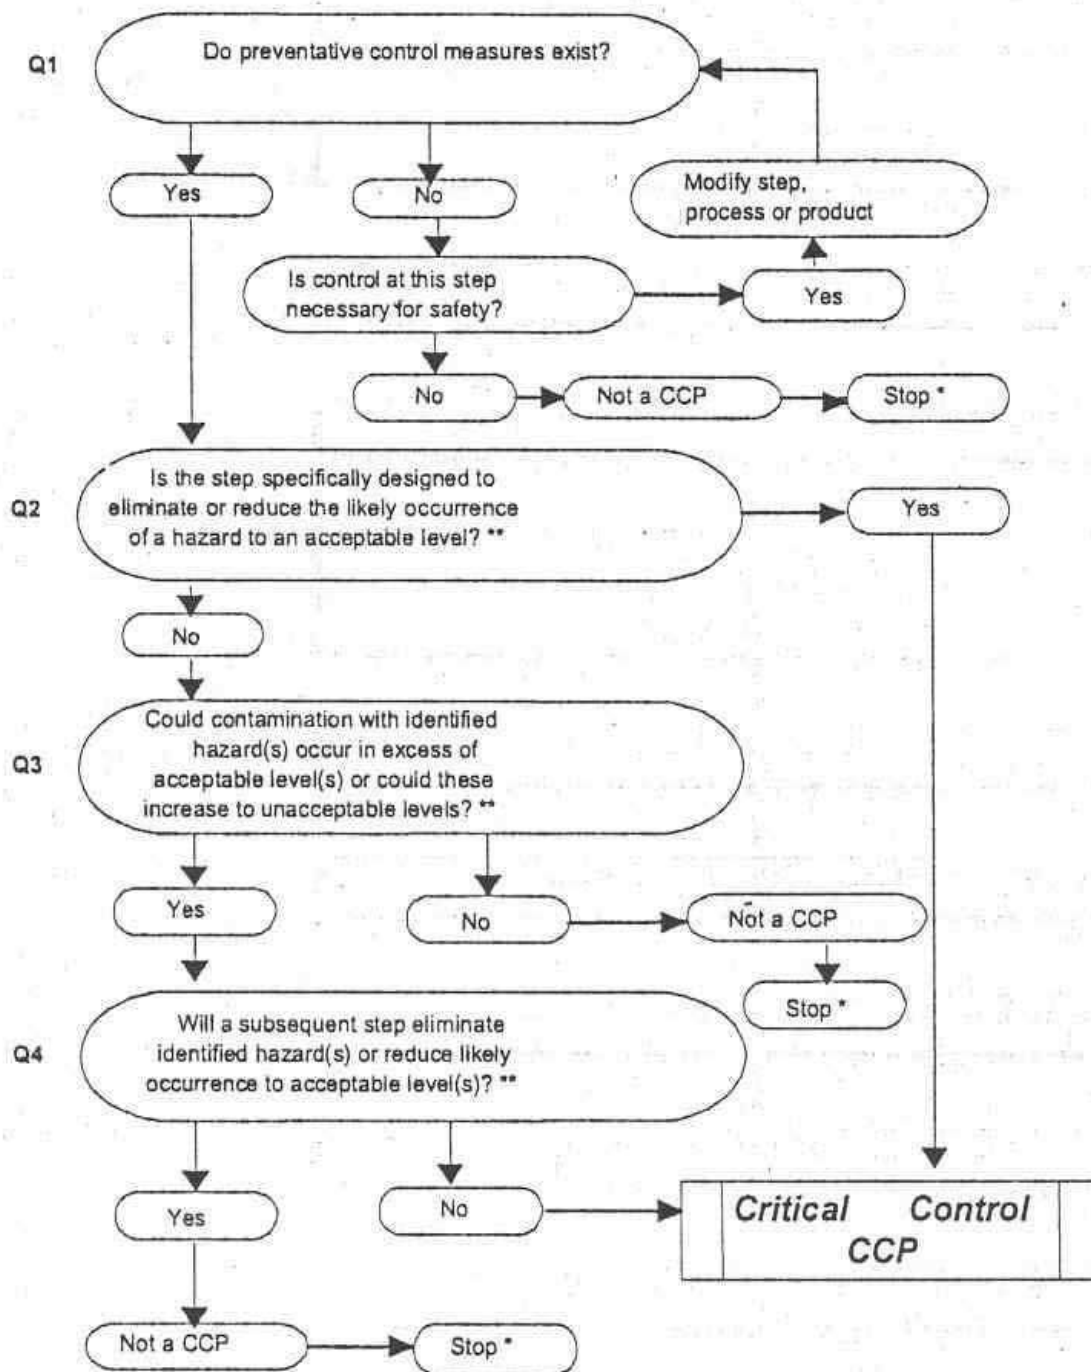 Q1
Do preventative control measures exist?
Yes
No
Modify step,
process or product
Is control at this step
necessary for safety?
Yes
No
Not a CCP
Stop *
Q2
Is the step specifically designed to
eliminate or reduce the likely occurrence
of a hazard to an acceptable level? **
Yes
No
Q3
Could contamination with identified
hazard(s) occur in excess of
acceptable level(s) or could these
increase to unacceptable levels? **
Yes
No
Not a CCP
Stop *
Q4
Will a subsequent step eliminate
identified hazard(s) or reduce likely
occurrence to acceptable level(s)? **
Yes
No
Critical Control
CCP
Not a CCP
Stop *